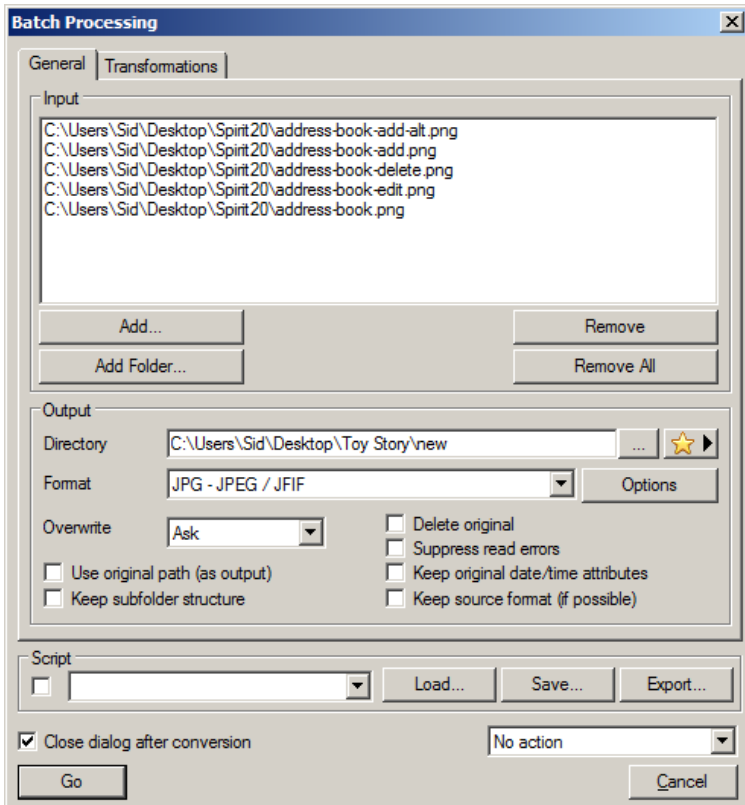 Batch Processing
General Transformations
Input
C:\Users\Sid\Desktop\Spirit20\address-book-add-alt.png
C:\Users\Sid\Desktop\Spirit20\address-book-add.png
C:\Users\Sid\Desktop\Spirit20\address-book-delete.png
C:\Users\Sid\Desktop\Spirit20\address-book-edit.png
C:\Users\Sid\Desktop\Spirit20\address-book.png
Add... Remove
Add Folder... Remove All
Output
Directory C:\Users\Sid\Desktop\Toy Story\new ...
Format JPG - JPEG / JFIF Options
Overwrite Ask Delete original
Suppress read errors
Use original path (as output) Keep original date/time attributes
Keep subfolder structure Keep source format (if possible)
Script
Load... Save... Export...
Close dialog after conversion No action
Go Cancel